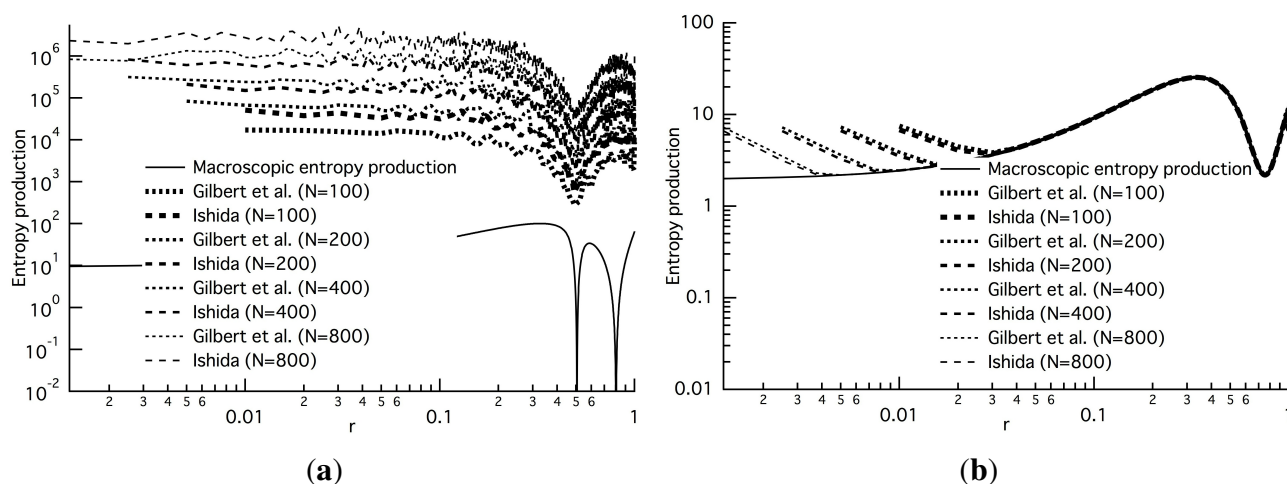 10^6
10^5
10^4
10^3
10^2
10^1
10^0
10^-1
10^-2
Entropy production
Macroscopic entropy production
Gilbert et al. (N=100)
Ishida (N=100)
Gilbert et al. (N=200)
Ishida (N=200)
Gilbert et al. (N=400)
Ishida (N=400)
Gilbert et al. (N=800)
Ishida (N=800)
2 3 4 5 6 2 3 4 5 6 2 3 4 5 6
0.01 0.1 1
r
(a)
100
10
1
0.1
0.01
Entropy production
Macroscopic entropy production
Gilbert et al. (N=100)
Ishida (N=100)
Gilbert et al. (N=200)
Ishida (N=200)
Gilbert et al. (N=400)
Ishida (N=400)
Gilbert et al. (N=800)
Ishida (N=800)
2 3 4 5 6 2 3 4 5 6 2 3 4 5 6
0.01 0.1
r
(b)